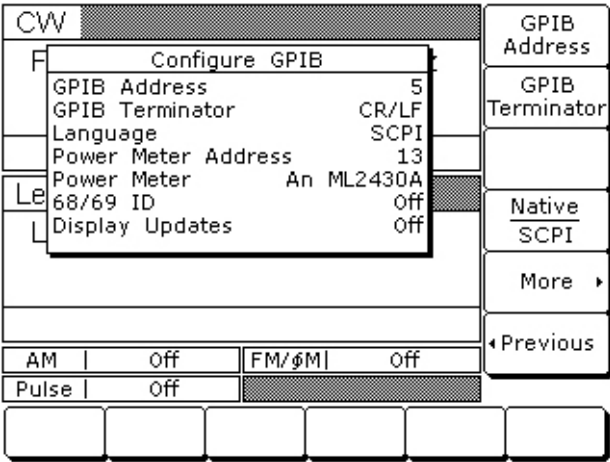 CW
F
Configure GPIB
GPIB Address 5
GPIB Terminator CR/LF
Language SCPI
Power Meter Address 13
Power Meter An ML2430A
68/69 ID Off
Display Updates Off
Le
L
AM | Off
FM/ɸM| Off
Pulse | Off
GPIB
Address
GPIB
Terminator
Native
SCPI
More ▸
◂Previous